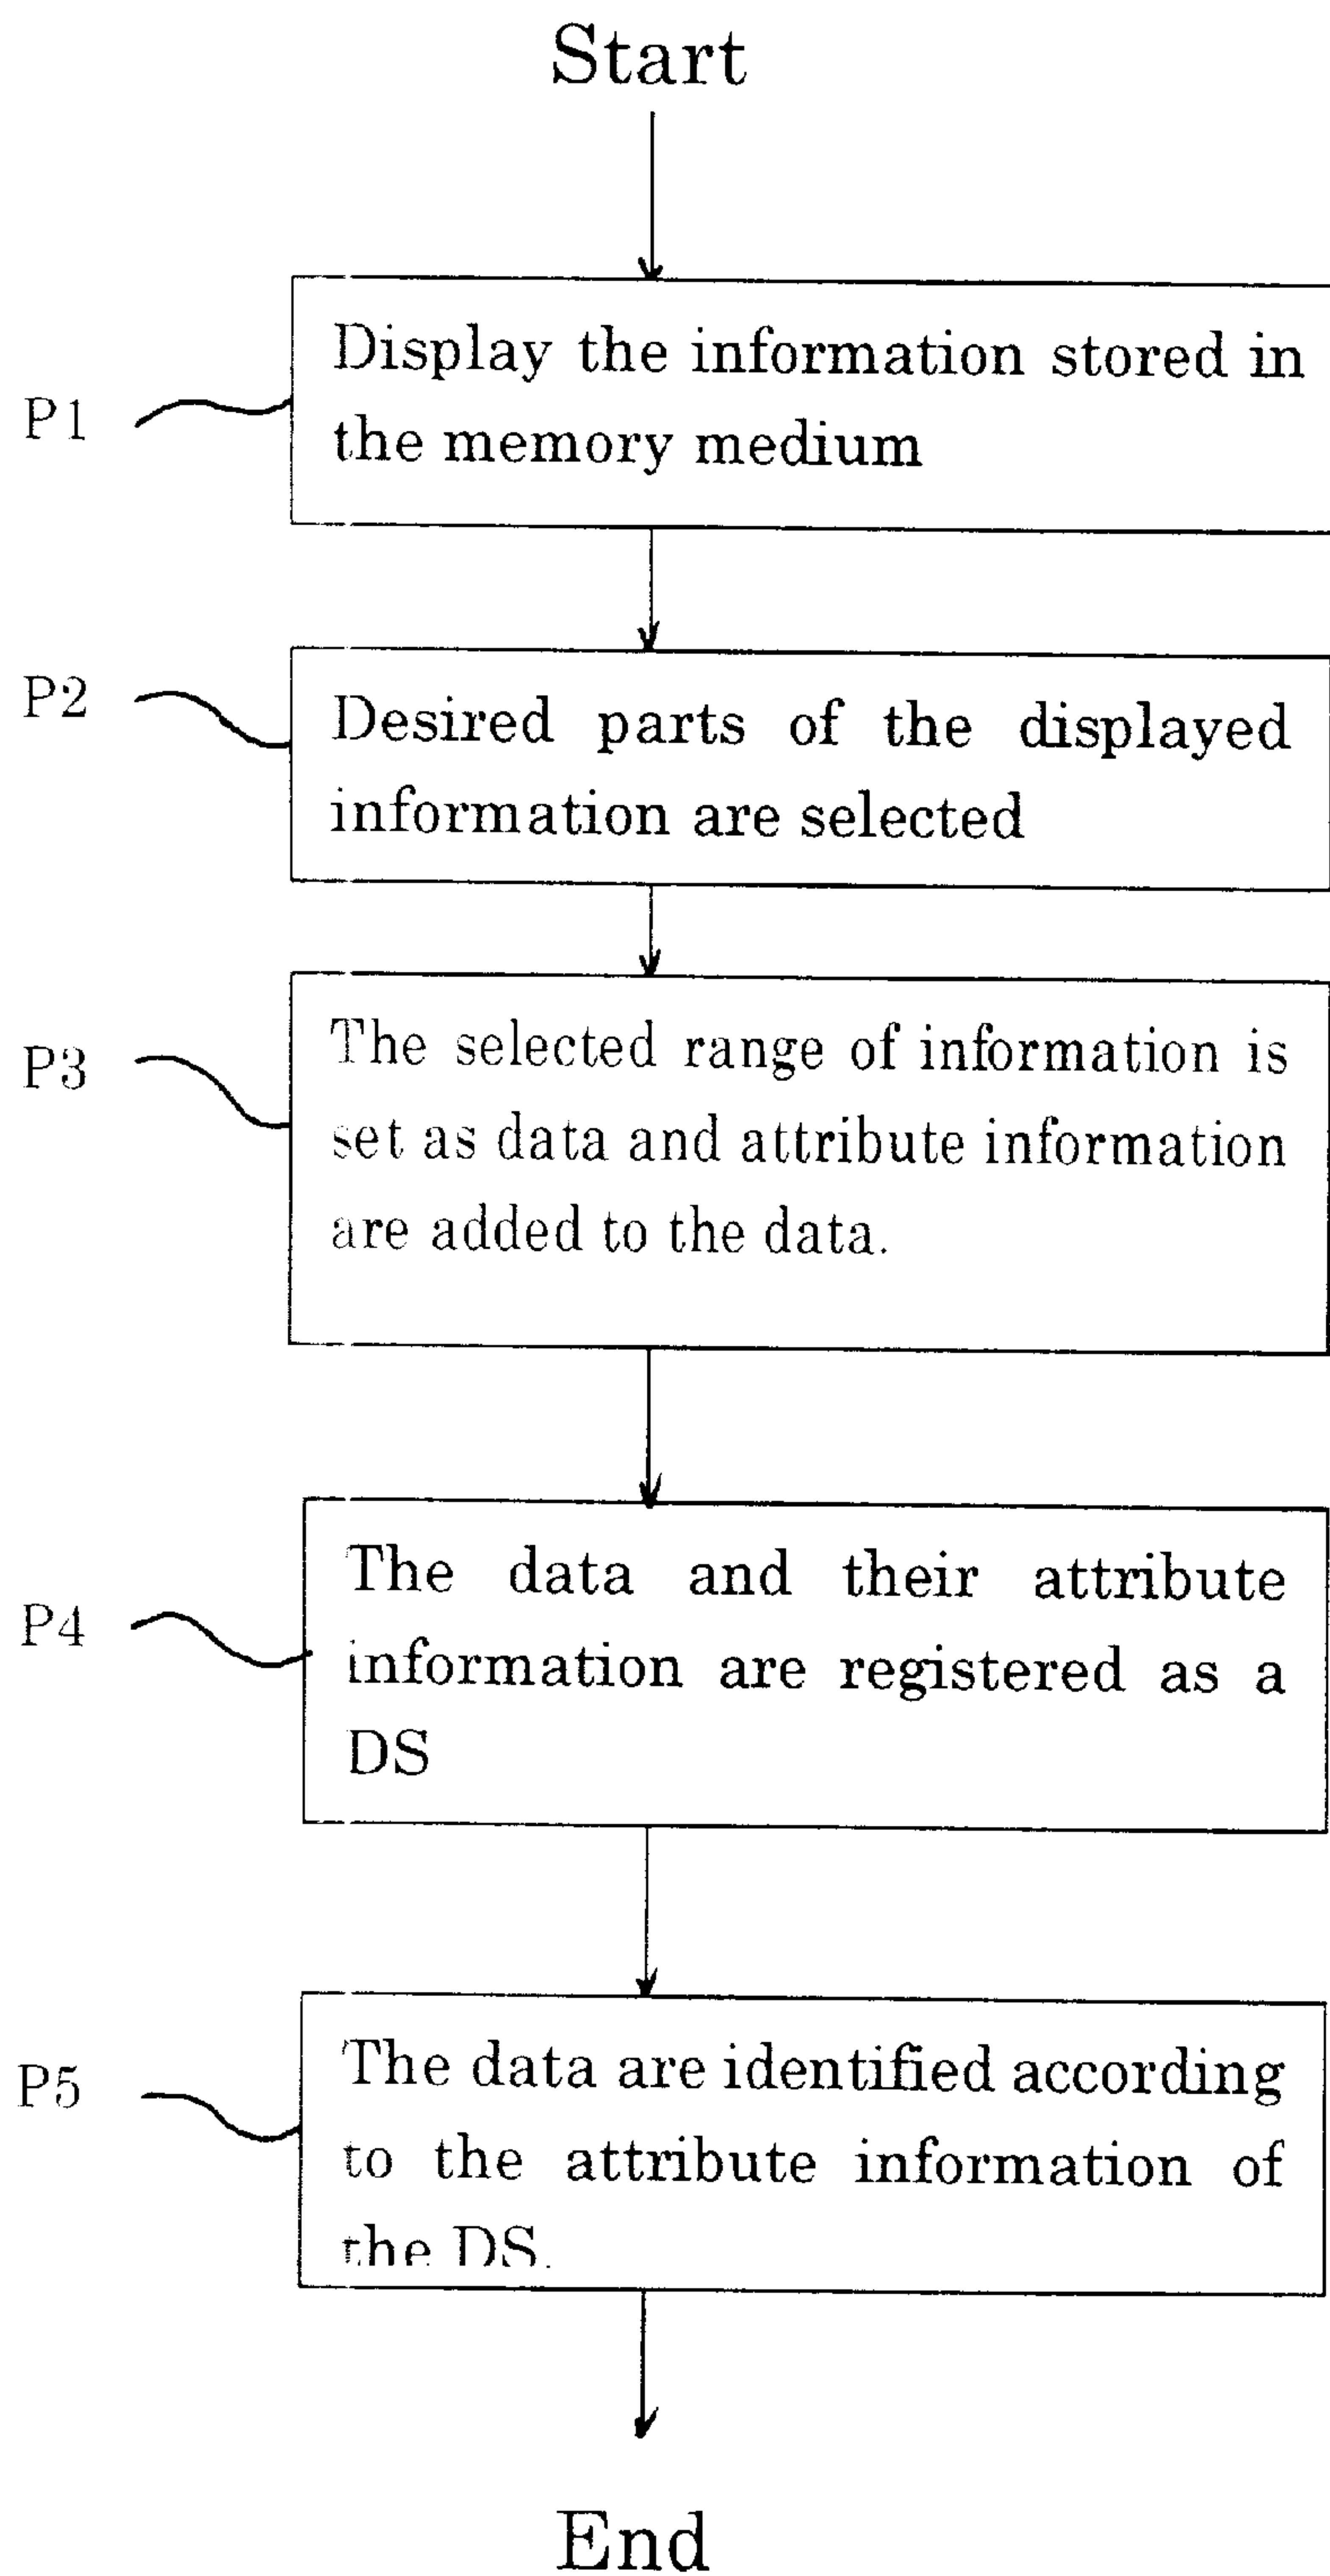 Start
Display the information stored in
the memory medium
P1
Desired parts of the displayed
information are selected
P2
The selected range of information is
set as data and attribute information
are added to the data.
P3
The data and their attribute
information are registered as a
DS
P4
The data are identified according
to the attribute information of
the DS.
P5
End